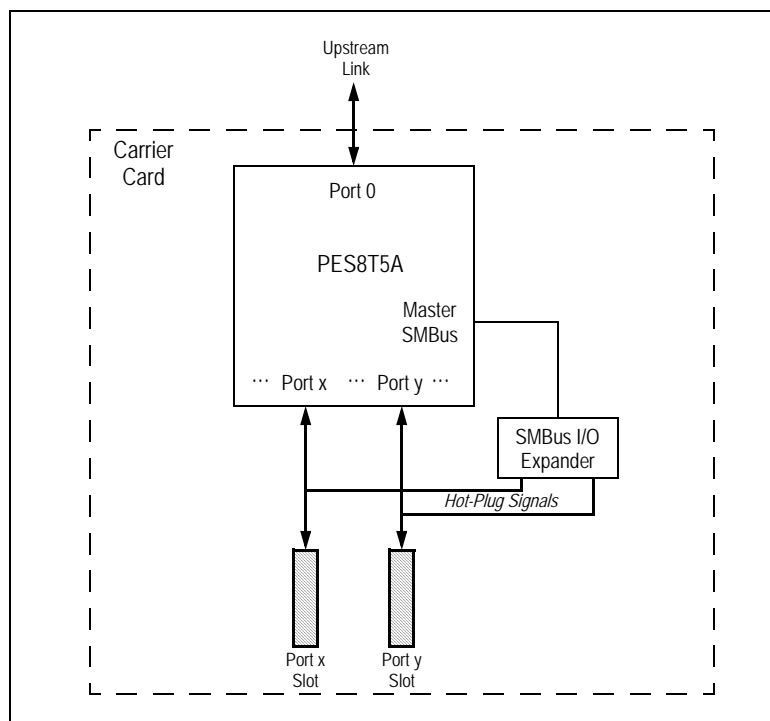 Upstream
Link
Carrier
Card
Port 0
PES8T5A
Master
SMBus
··· Port x ··· Port y ···
SMBus I/O
Expander
Hot-Plug Signals
Port x
Slot
Port y
Slot